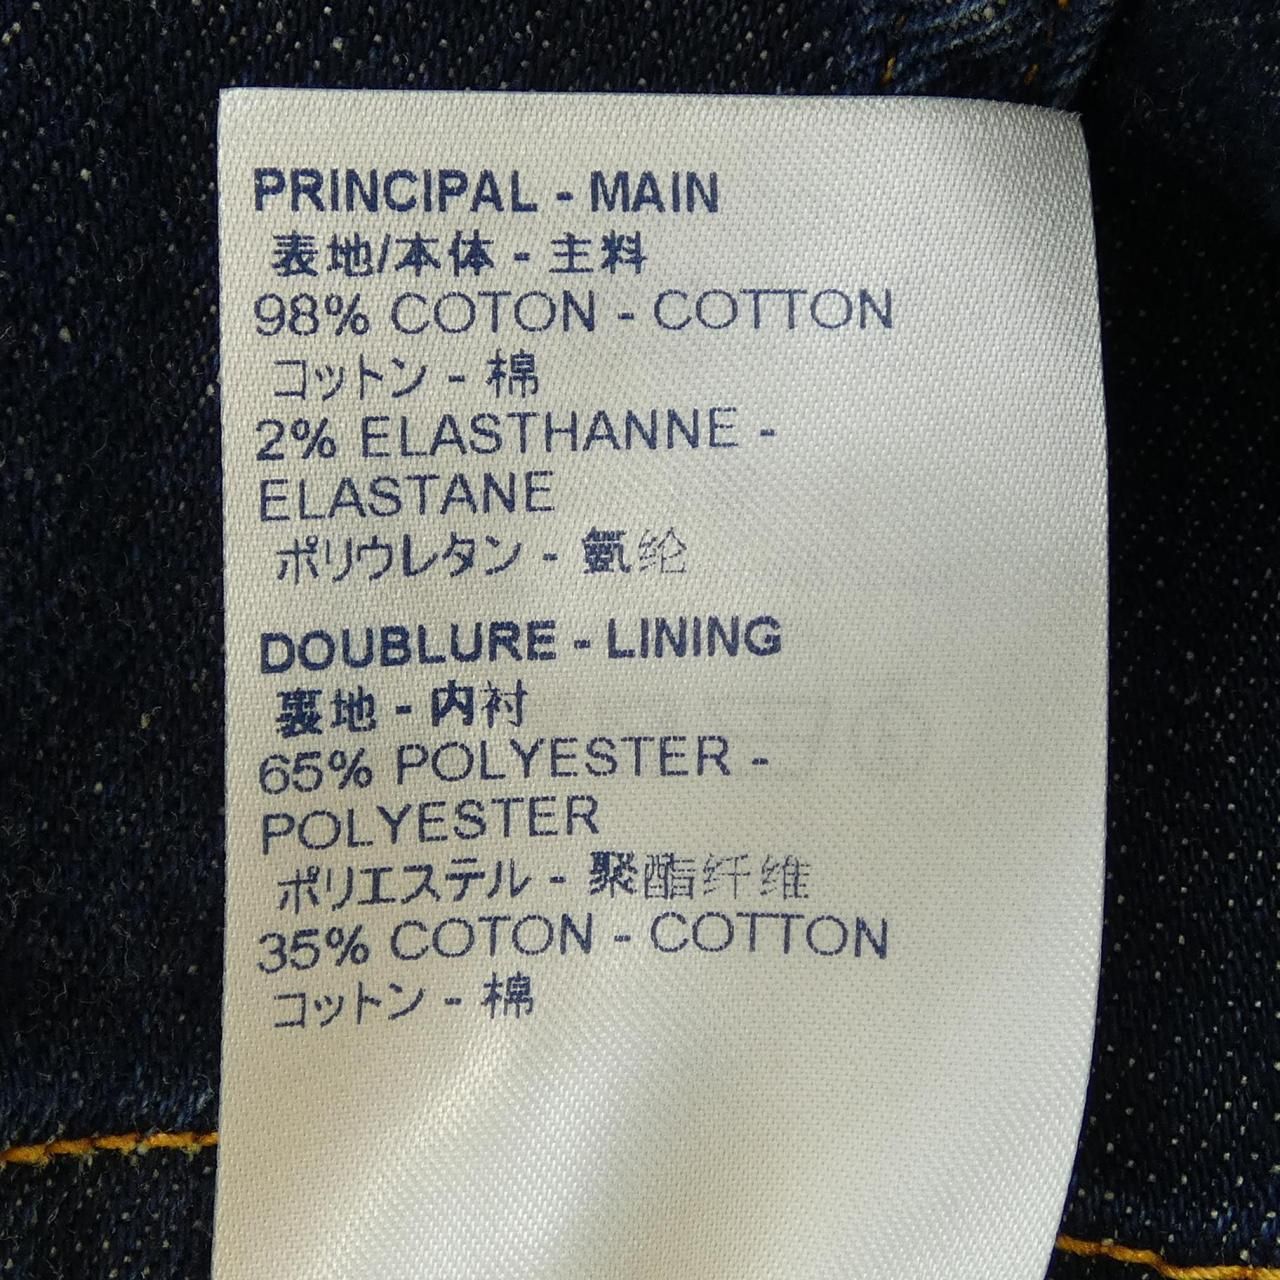 PRINCIPAL - MAIN
表地/本体 - 主料
98% COTON - COTTON
コットン - 棉
2% ELASTHANNE -
ELASTANE
ポリウレタン - 氨纶
DOUBLURE - LINING
裏地 - 内衬
65% POLYESTER -
POLYESTER
ポリエステル - 聚酯纤维
35% COTON - COTTON
コットン - 棉